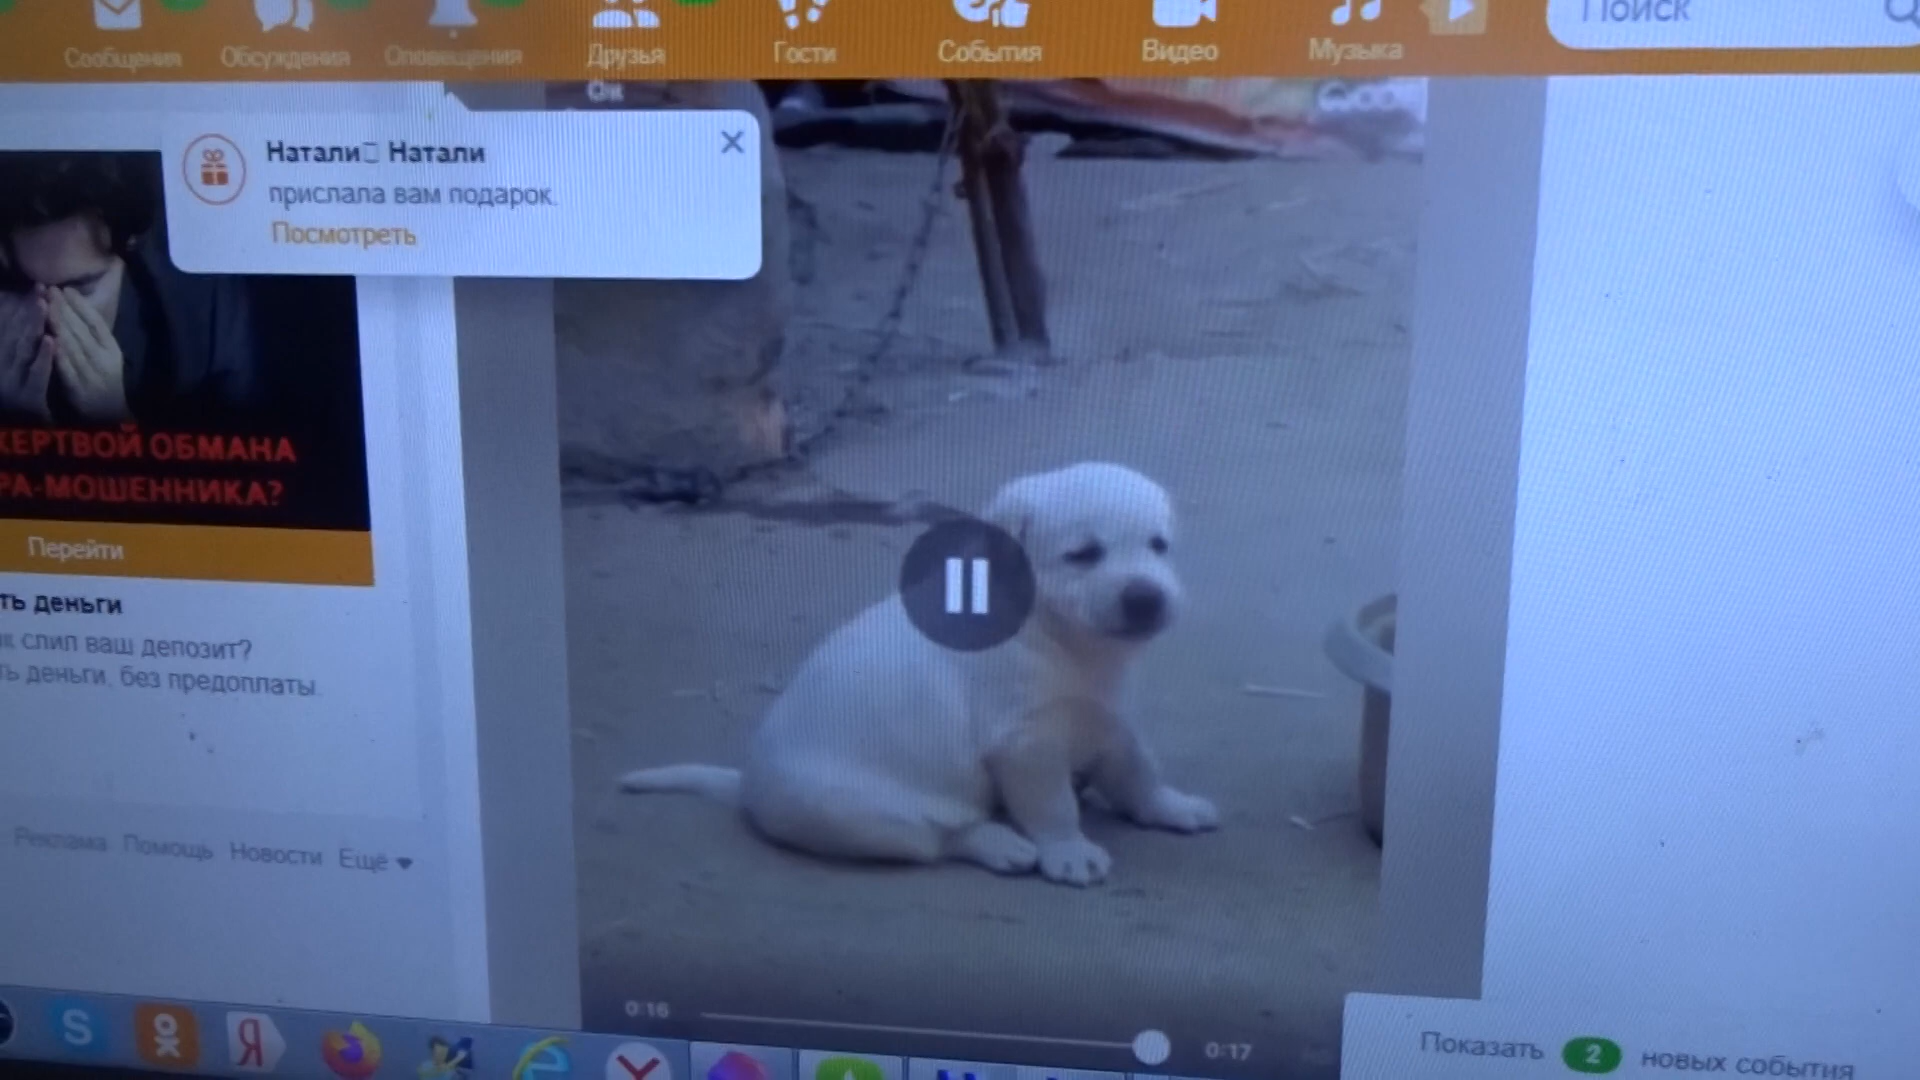 Сообщения
Обсуждения
Оповещения
Друзья
Гости
События
Видео
Музыка
Поиск
Натали Натали
прислала вам подарок.
Посмотреть
ЖЕРТВОЙ ОБМАНА
РА-МОШЕННИКА?
Перейти
ть деньги
слил ваш депозит?
ть деньги, без предоплаты.
Реклама Помощь Новости Ещё
0:16
0:17
Показать 2 новых события